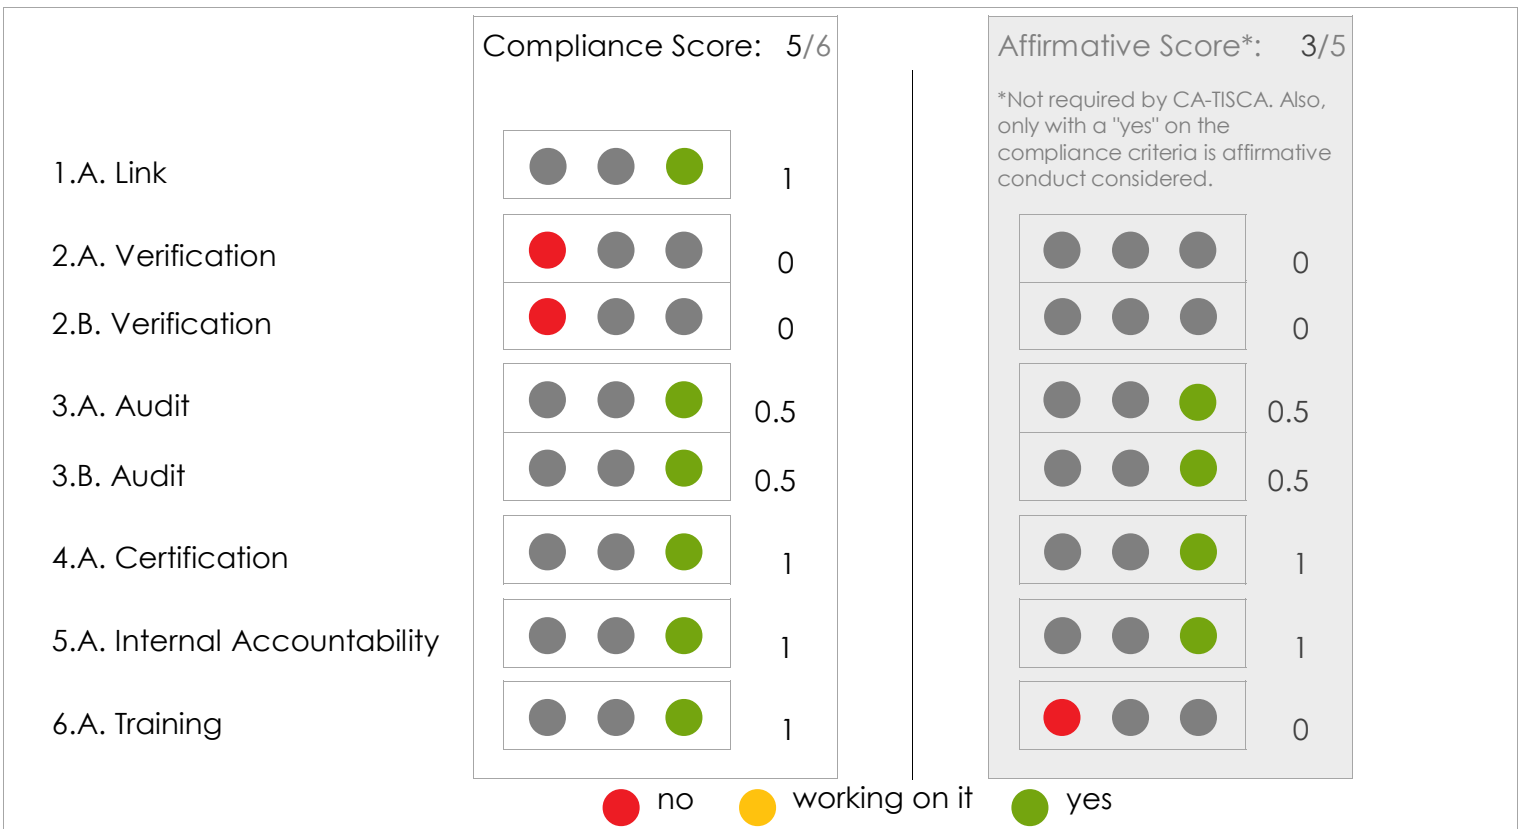 Compliance Score: 5/6
Affirmative Score*: 3/5
*Not required by CA-TISCA. Also,
only with a "yes" on the
compliance criteria is affirmative
conduct considered.
1.A. Link 1
2.A. Verification 0 0
2.B. Verification 0 0
3.A. Audit 0.5 0.5
3.B. Audit 0.5 0.5
4.A. Certification 1 1
5.A. Internal Accountability 1 1
6.A. Training 1 0
no working on it yes